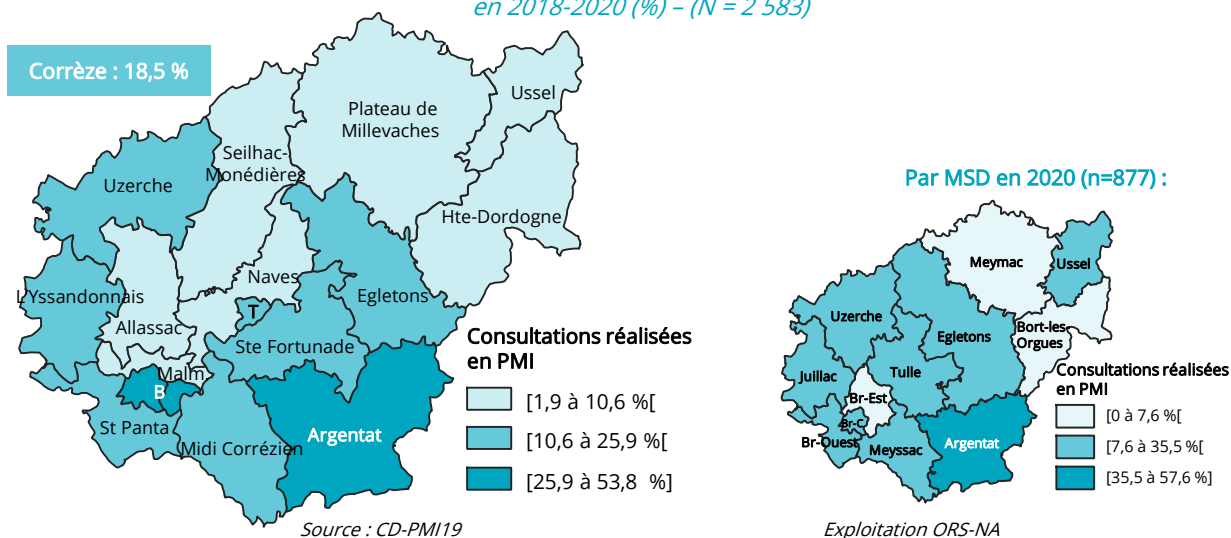 en 2018-2020 (%) – (N = 2 583)
Corrèze : 18,5 %
Ussel
Plateau de
Millevaches
Seilhac-
Monédières
Uzerche
Hte-Dordogne
Naves
L'Yssandonnais
Egletons
T
Allassac
Ste Fortunade
Malm.
B
St Panta
Argentat
Midi Corrézien
Consultations réalisées
en PMI
[1,9 à 10,6 %[
[10,6 à 25,9 %[
[25,9 à 53,8 %]
Source : CD-PMI19
Par MSD en 2020 (n=877) :
Meymac
Ussel
Uzerche
Egletons
Bort-les-
Orgues
Juillac
Tulle
Br-Est
Br-C
Br-Ouest
Meyssac
Argentat
Consultations réalisées
en PMI
[0 à 7,6 %[
[7,6 à 35,5 %[
[35,5 à 57,6 %]
Exploitation ORS-NA